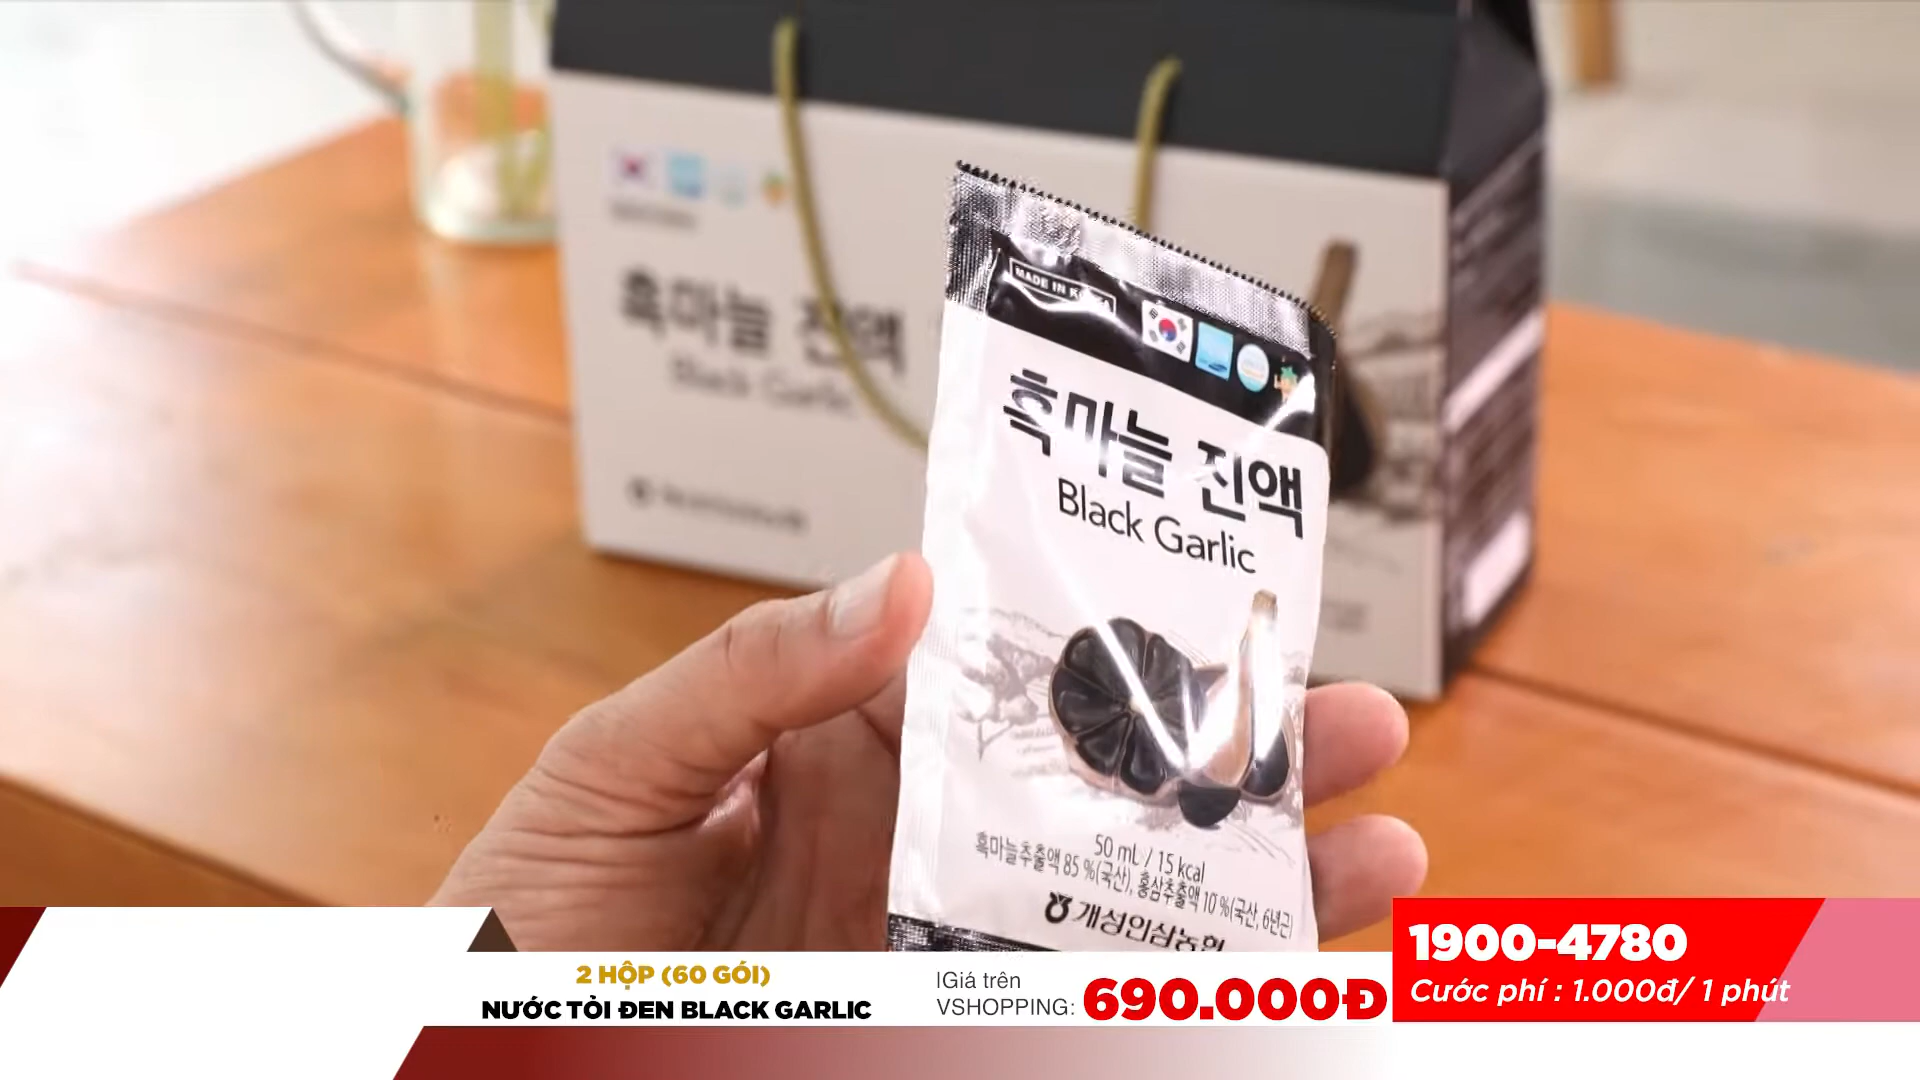 흑마늘 진액
Black Garlic
MADE IN KOREA
흑마늘 진액
Black Garlic
50 mL / 15 kcal
흑마늘추출액 85 %(국산), 홍삼추출액 10 %(국산, 6년근)
개성인삼농협
2 HỘP (60 GÓI)
NƯỚC TỎI ĐEN BLACK GARLIC
Giá trên
VSHOPPING:
690.000Đ
1900-4780
Cước phí : 1.000đ/ 1 phút